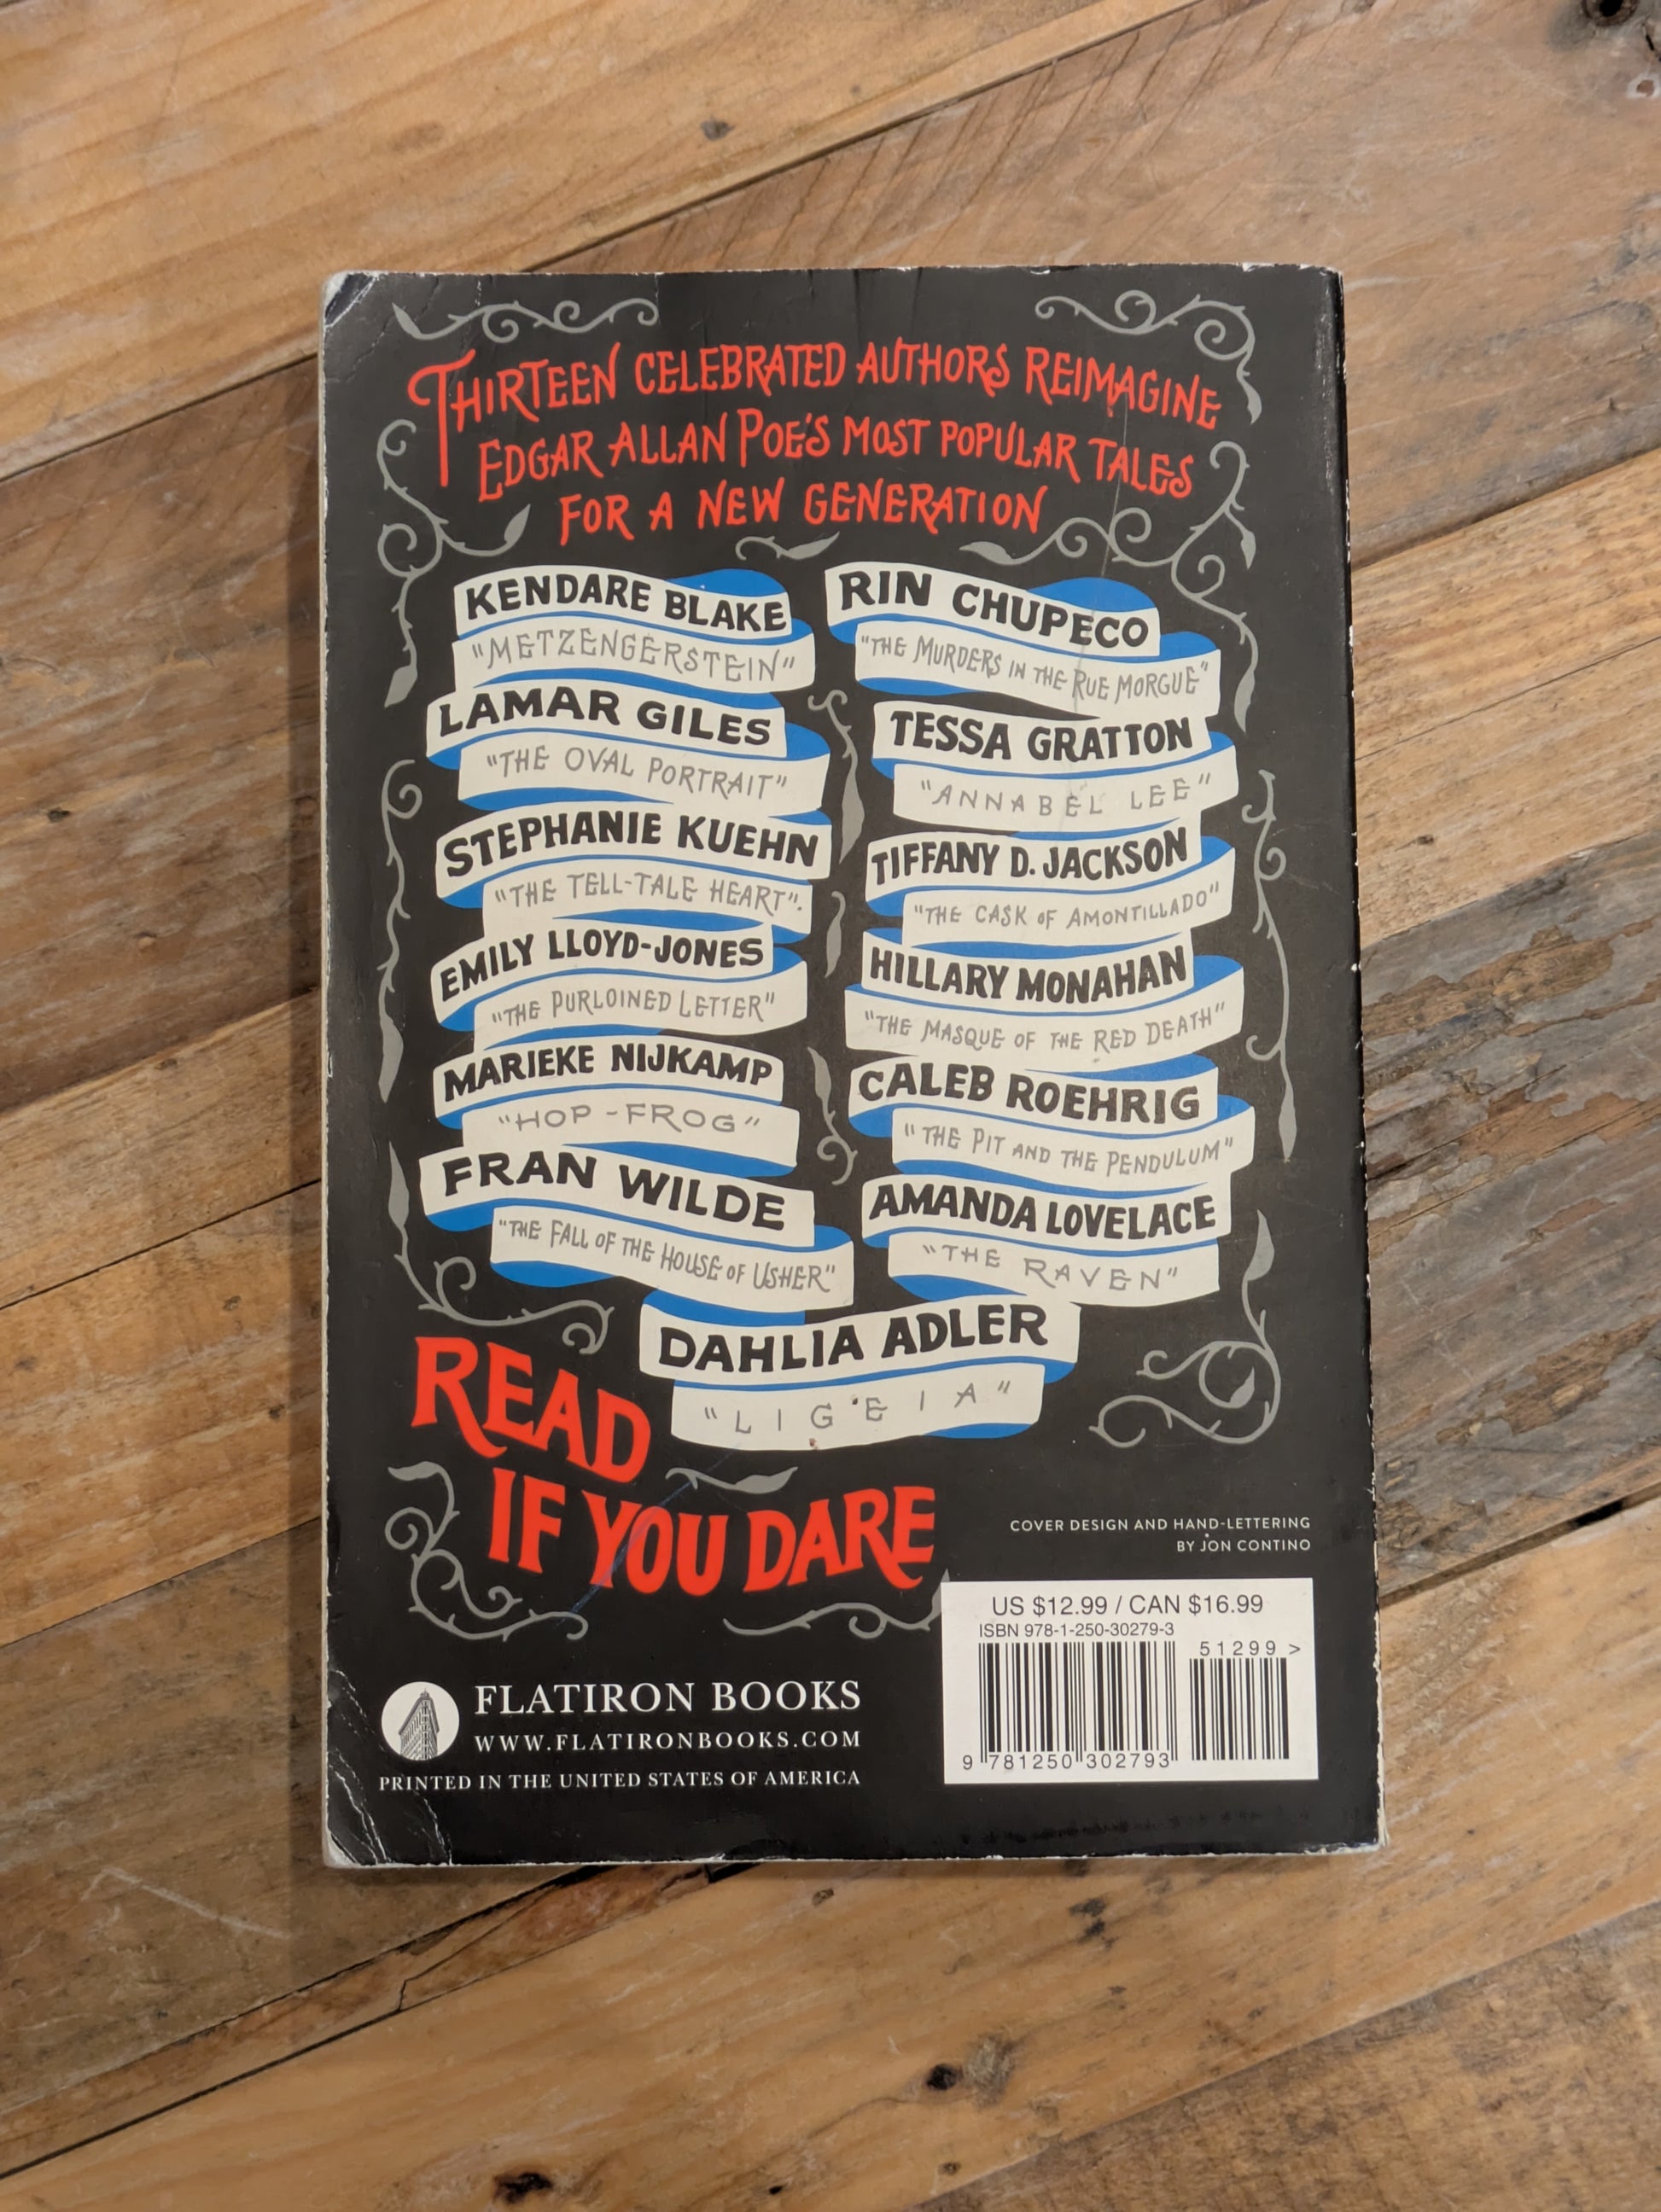 THIRTEEN CELEBRATED AUTHORS REIMAGINE
EDGAR ALLAN POE'S MOST POPULAR TALES
FOR A NEW GENERATION
KENDARE BLAKE
"METZENGERSTEIN"
LAMAR GILES
"THE OVAL PORTRAIT"
STEPHANIE KUEHN
"THE TELL-TALE HEART".
EMILY LLOYD-JONES
"THE PURLOINED LETTER"
MARIEKE NIJKAMP
"HOP-FROG"
FRAN WILDE
"THE FALL OF THE HOUSE OF USHER"
RIN CHUPECO
"THE MURDERS IN THE RUE MORGUE"
TESSA GRATTON
"ANNABEL LEE"
TIFFANY D. JACKSON
"THE CASK OF AMONTILLADO"
HILLARY MONAHAN
"THE MASQUE OF THE RED DEATH"
CALEB ROEHRIG
"THE PIT AND THE PENDULUM"
AMANDA LOVELACE
"THE RAVEN"
DAHLIA ADLER
"LIGEIA"
READ
IF YOU DARE
COVER DESIGN AND HAND-LETTERING
BY JON CONTINO
US $12.99 / CAN $16.99
ISBN 978-1-250-30279-3
51299 >
9 781250 302793
FLATIRON BOOKS
WWW.FLATIRONBOOKS.COM
PRINTED IN THE UNITED STATES OF AMERICA